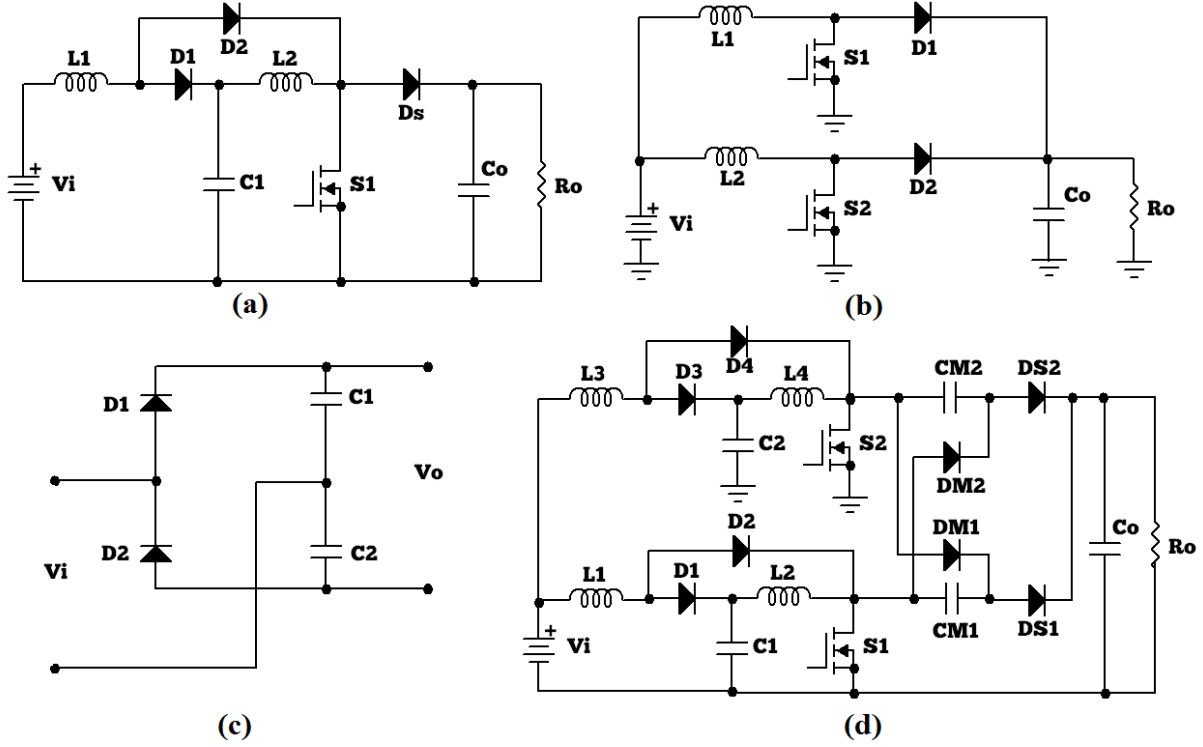 D2
L1
D1
L2
Ds
Vi
C1
S1
Co
Ro
(a)
L1
S1
D1
L2
S2
D2
Vi
Co
Ro
(b)
D1
C1
Vo
D2
C2
Vi
(c)
D4
L3
D3
L4
CM2
DS2
C2
S2
DM2
D2
DM1
Co
Ro
L1
D1
L2
CM1
DS1
Vi
C1
S1
(d)